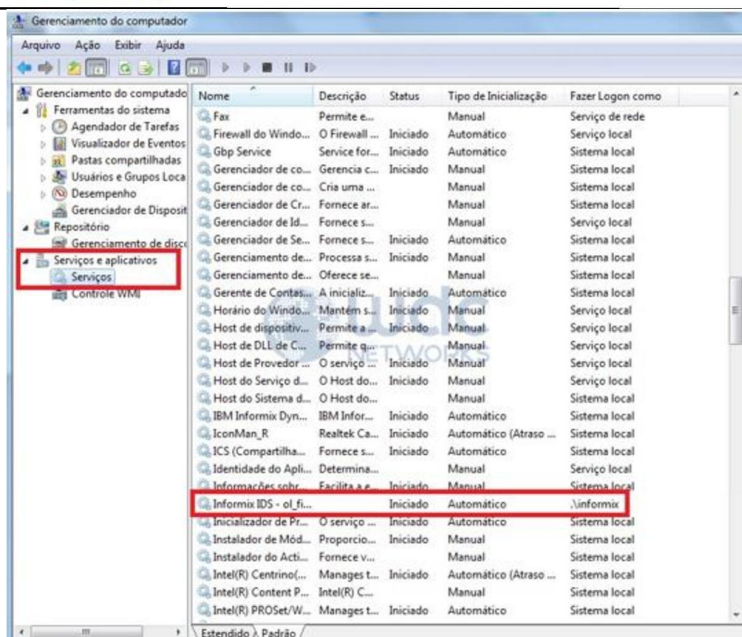 Gerenciamento do computador
Arquivo Ação Exibir Ajuda
Gerenciamento do computado
Ferramentas do sistema
Agendador de Tarefas
Visualizador de Eventos
Pastas compartilhadas
Usuários e Grupos Loca
Desempenho
Gerenciador de Disposit
Repositório
Gerenciamento de disco
Serviços e aplicativos
Serviços
Controle WMI
Nome Descrição Status Tipo de Inicialização Fazer Logon como
Fax Permite e... Manual Serviço de rede
Firewall do Windo... O Firewall ... Iniciado Automático Serviço local
Gbp Service Service for... Iniciado Automático Sistema local
Gerenciador de co... Gerencia c... Iniciado Manual Sistema local
Gerenciador de co... Cria uma ... Manual Sistema local
Gerenciador de Cr... Fornece ar... Manual Sistema local
Gerenciador de Id... Fornece s... Manual Serviço local
Gerenciador de Se... Fornece s... Iniciado Automático Sistema local
Gerenciamento de... Processa s... Iniciado Manual Sistema local
Gerenciamento de... Oferece se... Manual Sistema local
Gerente de Contas... A inicializ... Iniciado Automático Sistema local
Horário do Windo... Mantém s... Iniciado Manual Serviço local
Host de dispositiv... Permite a ... Iniciado Manual Serviço local
Host de DLL de C... Permite q... Manual Serviço local
Host de Provedor ... O serviço ... Iniciado Manual Serviço local
Host do Serviço d... O Host do... Iniciado Manual Serviço local
Host do Sistema d... O Host do... Manual Sistema local
IBM Informix Dyn... IBM Infor... Iniciado Automático Sistema local
IconMan_R Realtek Ca... Iniciado Automático (Atraso ... Sistema local
ICS (Compartilha... Fornece s... Iniciado Automático Sistema local
Identidade do Apli... Determina... Manual Serviço local
Informações sobr... Facilita a e... Iniciado Manual Sistema local
Informix IDS - ol_fi... Iniciado Automático .\informix
Inicializador de Pr... O serviço ... Iniciado Automático Sistema local
Instalador de Mód... Proporcio... Iniciado Manual Sistema local
Instalador do Acti... Fornece v... Manual Sistema local
Intel(R) Centrino(... Manages t... Iniciado Automático (Atraso ... Sistema local
Intel(R) Content P... Intel(R) C... Manual Sistema local
Intel(R) PROSet/W... Manages t... Iniciado Automático Sistema local
Estendido Padrão
wdc
NETWORKS